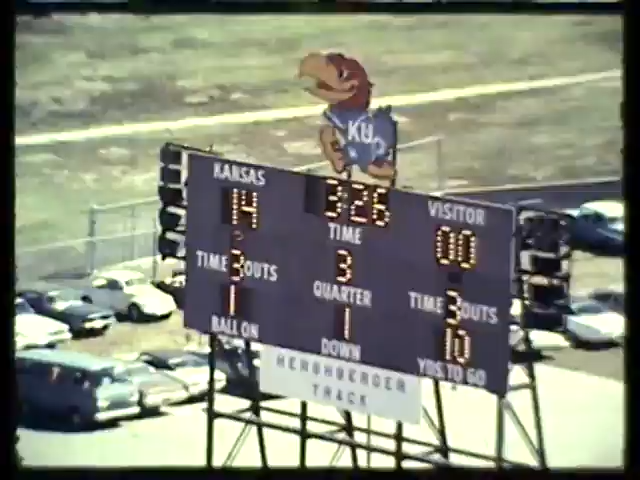 KU
KANSAS
14
3:26
TIME
VISITOR
00
TIME 3 OUTS
3
QUARTER
TIME 3 OUTS
1
BALL ON
1
DOWN
10
YDS. TO GO
HERSHBERGER
TRACK